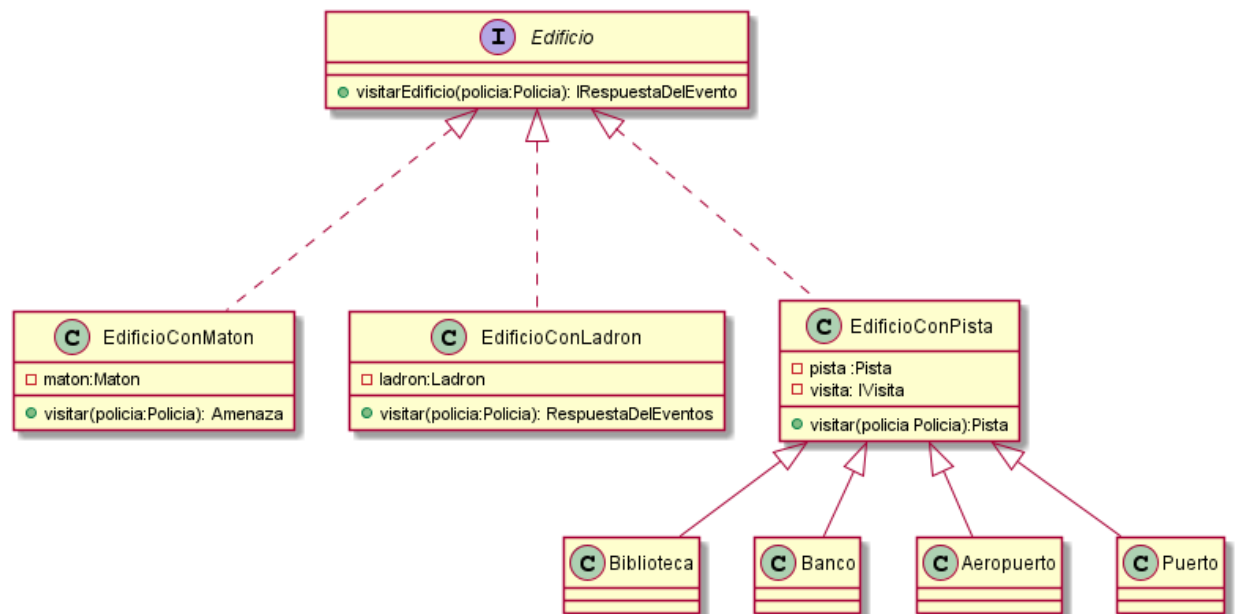 I Edificio
visitarEdificio(policia:Policia): IRespuestaDelEvento
C EdificioConMaton
maton:Maton
visitar(policia:Policia): Amenaza
C EdificioConLadron
ladron:Ladron
visitar(policia:Policia): RespuestaDelEventos
C EdificioConPista
pista :Pista
visita: IVisita
visitar(policia Policia):Pista
C Biblioteca
C Banco
C Aeropuerto
C Puerto